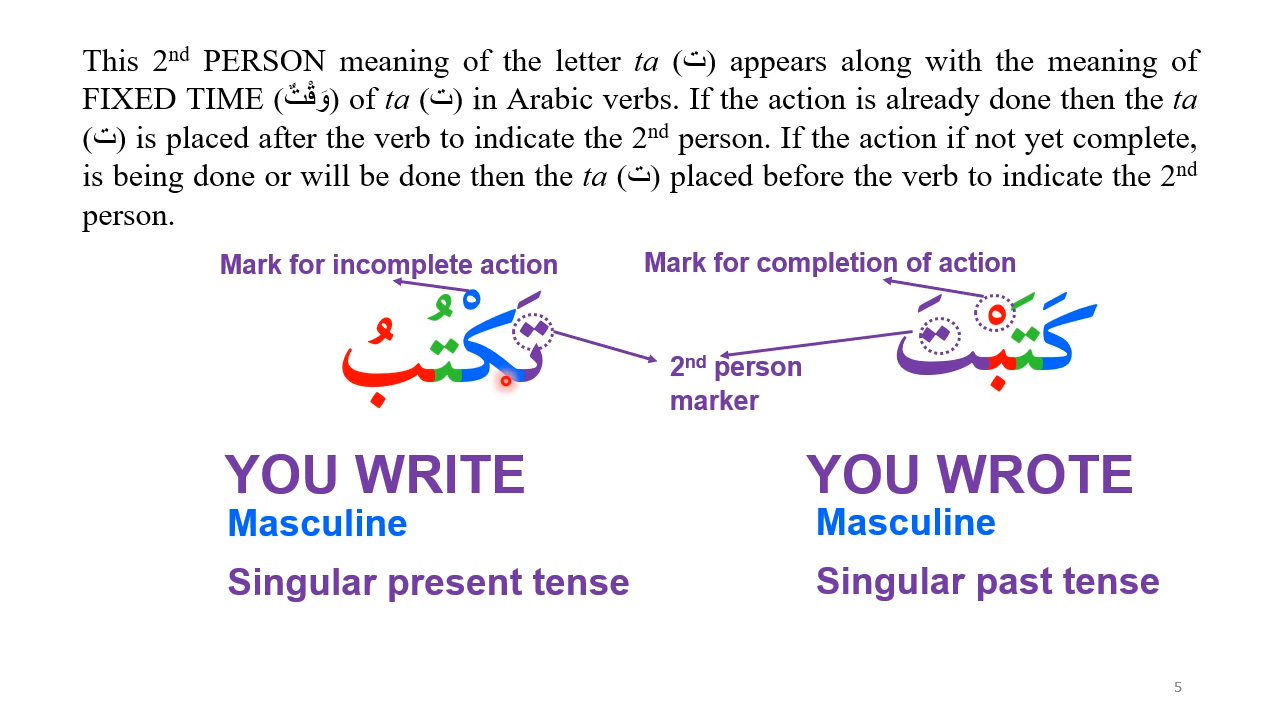 This 2nd PERSON meaning of the letter ta (ت) appears along with the meaning of
FIXED TIME (وَقْتٌ) of ta (ت) in Arabic verbs. If the action is already done then the ta
(ت) is placed after the verb to indicate the 2nd person. If the action if not yet complete,
is being done or will be done then the ta (ت) placed before the verb to indicate the 2nd
person.
Mark for incomplete action
Mark for completion of action
تَكْتُبُ
كَتَبْتَ
2nd person
marker
YOU WRITE
Masculine
Singular present tense
YOU WROTE
Masculine
Singular past tense
5